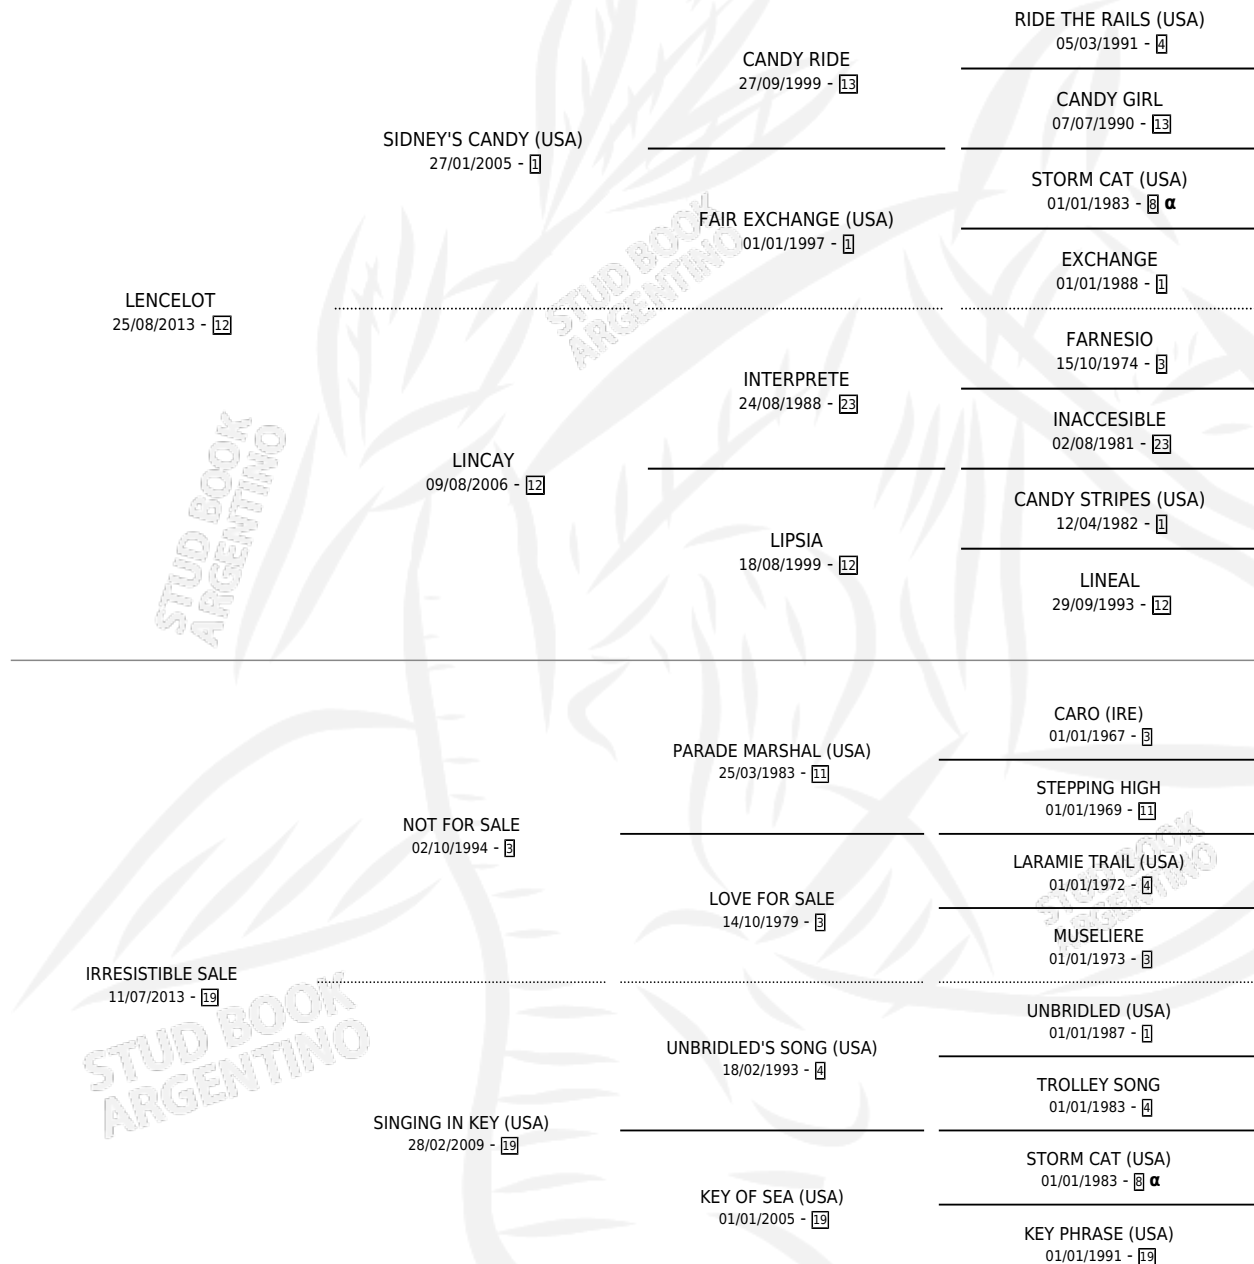 RIDE THE RAILS (USA)
05/03/1991 - 4
CANDY RIDE
27/09/1999 - 13
CANDY GIRL
07/07/1990 - 13
SIDNEY'S CANDY (USA)
27/01/2005 - 1
STORM CAT (USA)
01/01/1983 - 8 α
FAIR EXCHANGE (USA)
01/01/1997 - 1
EXCHANGE
01/01/1988 - 1
LENCELOT
25/08/2013 - 12
FARNESIO
15/10/1974 - 3
INTERPRETE
24/08/1988 - 23
INACCESIBLE
02/08/1981 - 23
LINCAY
09/08/2006 - 12
CANDY STRIPES (USA)
12/04/1982 - 1
LIPSIA
18/08/1999 - 12
LINEAL
29/09/1993 - 12
STUD BOOK
ARGENTINO
STUD BOOK
ARGENTINO
CARO (IRE)
01/01/1967 - 3
PARADE MARSHAL (USA)
25/03/1983 - 11
STEPPING HIGH
01/01/1969 - 11
NOT FOR SALE
02/10/1994 - 3
LARAMIE TRAIL (USA)
01/01/1972 - 4
LOVE FOR SALE
14/10/1979 - 3
MUSELIERE
01/01/1973 - 3
IRRESISTIBLE SALE
11/07/2013 - 19
UNBRIDLED (USA)
01/01/1987 - 1
UNBRIDLED'S SONG (USA)
18/02/1993 - 4
TROLLEY SONG
01/01/1983 - 4
SINGING IN KEY (USA)
28/02/2009 - 19
STORM CAT (USA)
01/01/1983 - 8 α
KEY OF SEA (USA)
01/01/2005 - 19
KEY PHRASE (USA)
01/01/1991 - 19
STUD BOOK
ARGENTINO
STUD BOOK
ARGENTINO